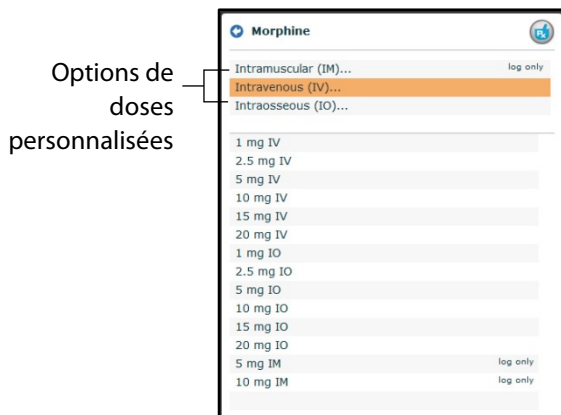 Morphine
Options de
doses
personnalisées
Intramuscular (IM)... log only
Intravenous (IV)...
Intraosseous (IO)...
1 mg IV
2.5 mg IV
5 mg IV
10 mg IV
15 mg IV
20 mg IV
1 mg IO
2.5 mg IO
5 mg IO
10 mg IO
15 mg IO
20 mg IO
5 mg IM log only
10 mg IM log only